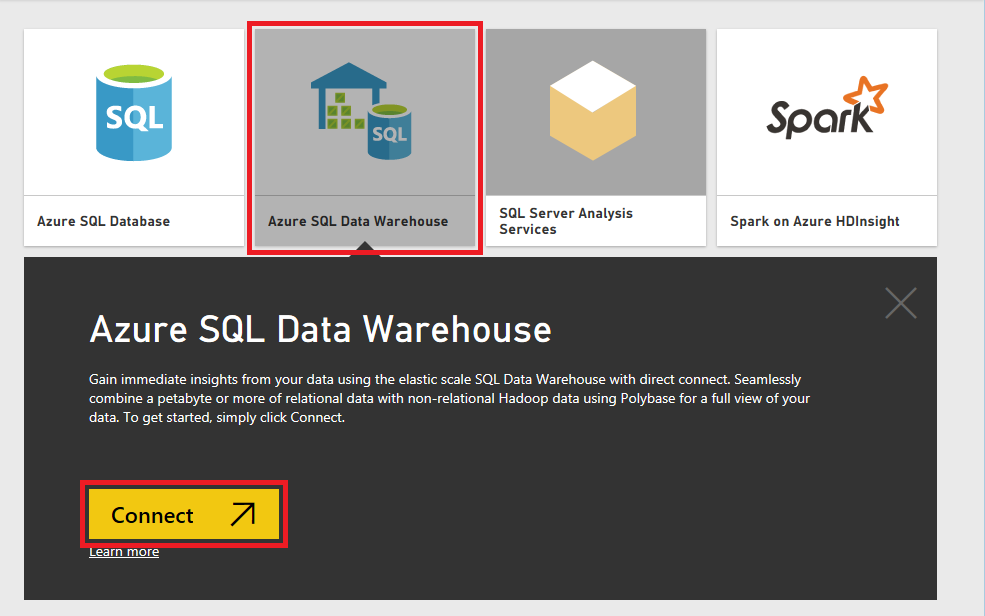 SQL
SQL
Spark
Azure SQL Database
Azure SQL Data Warehouse
SQL Server Analysis
Services
Spark on Azure HDInsight
Azure SQL Data Warehouse
Gain immediate insights from your data using the elastic scale SQL Data Warehouse with direct connect. Seamlessly
combine a petabyte or more of relational data with non-relational Hadoop data using Polybase for a full view of your
data. To get started, simply click Connect.
Connect
Learn more